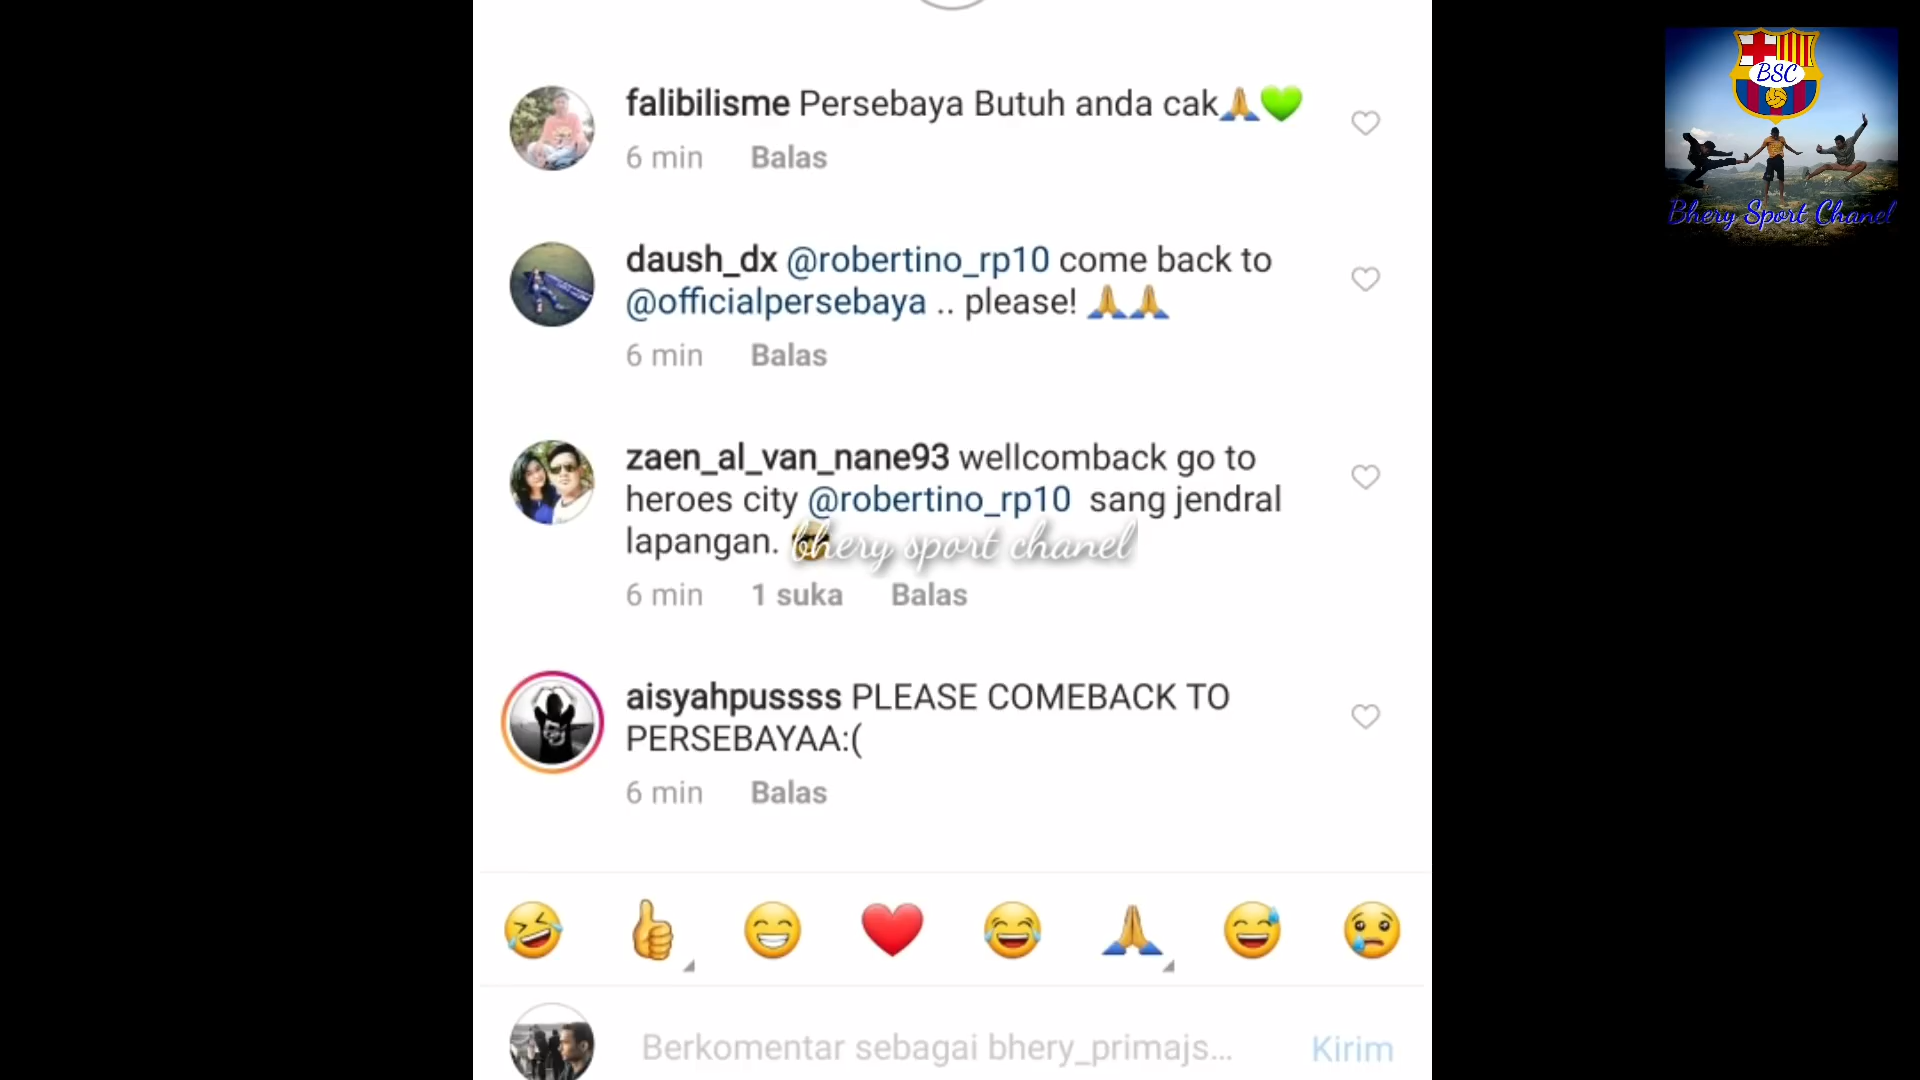 falibilisme Persebaya Butuh anda cak🙏💚
6 min Balas
daush_dx @robertino_rp10 come back to
@officialpersebaya .. please! 🙏🙏
6 min Balas
zaen_al_van_nane93 wellcomback go to
heroes city @robertino_rp10 sang jendral
lapangan.
bhery sport chanel
6 min 1 suka Balas
aisyahpussss PLEASE COMEBACK TO
PERSEBAYAA:(
6 min Balas
Berkomentar sebagai bhery_primajs... Kirim
BSC
Bhery Sport Chanel